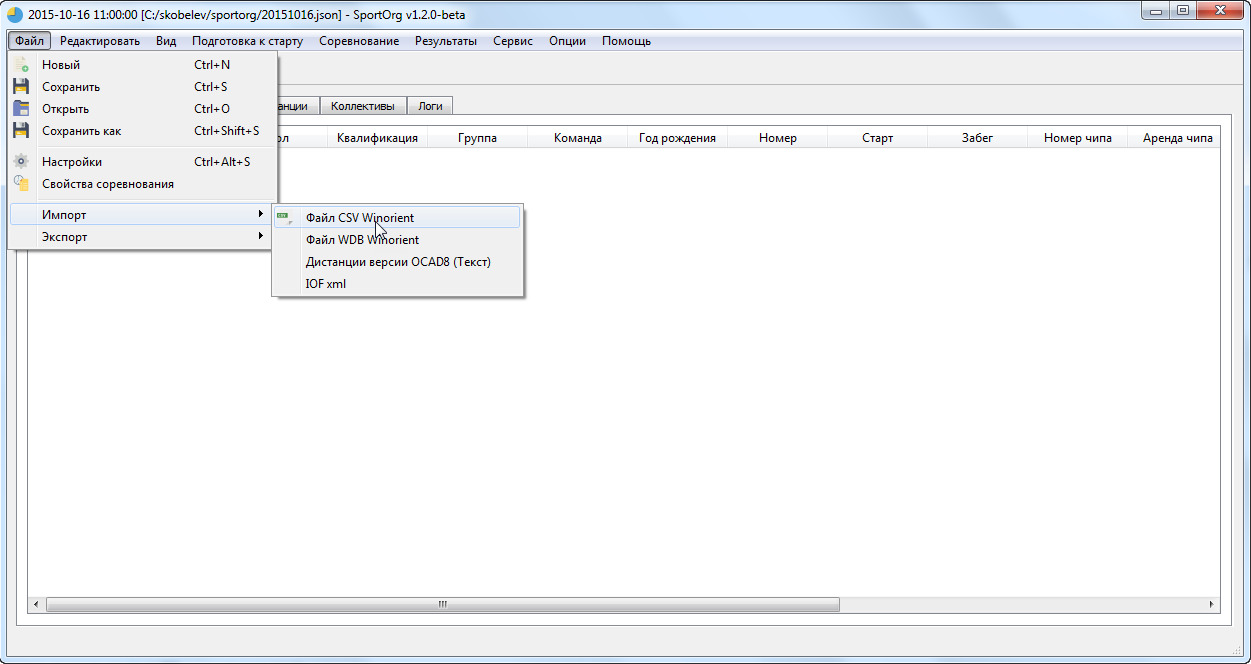 2015-10-16 11:00:00 [C:/skobelev/sportorg/20151016.json] - SportOrg v1.2.0-beta
Файл Редактировать Вид Подготовка к старту Соревнование Результаты Сервис Опции Помощь
Новый Ctrl+N
Сохранить Ctrl+S
Открыть Ctrl+O
Сохранить как Ctrl+Shift+S
Настройки Ctrl+Alt+S
Свойства соревнования
Импорт
Экспорт
Файл CSV Winorient
Файл WDB Winorient
Дистанции версии OCAD8 (Текст)
IOF xml
анции Коллективы Логи
ол Квалификация Группа Команда Год рождения Номер Старт Забег Номер чипа Аренда чипа